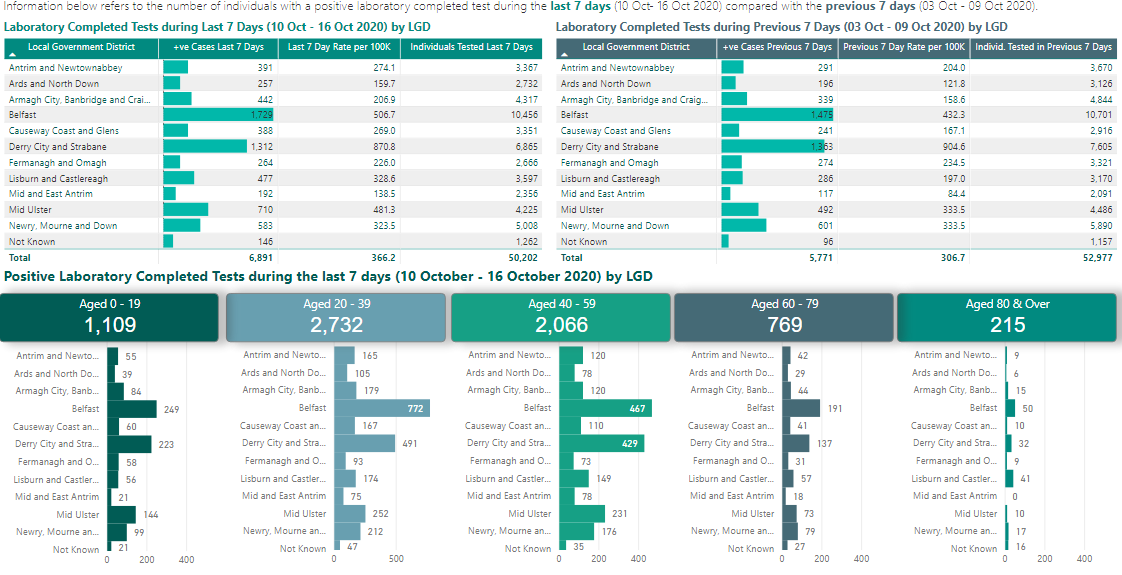 Information below refers to the number of individuals with a positive laboratory completed test during the last 7 days (10 Oct- 16 Oct 2020) compared with the previous 7 days (03 Oct - 09 Oct 2020).
Laboratory Completed Tests during Last 7 Days (10 Oct - 16 Oct 2020) by LGD
Local Government District +ve Cases Last 7 Days Last 7 Day Rate per 100K Individuals Tested Last 7 Days
Antrim and Newtownabbey 391 274.1 3,367
Ards and North Down 257 159.7 2,732
Armagh City, Banbridge and Crai... 442 206.9 4,317
Belfast 1,729 506.7 10,456
Causeway Coast and Glens 388 269.0 3,351
Derry City and Strabane 1,312 870.8 6,865
Fermanagh and Omagh 264 226.0 2,666
Lisburn and Castlereagh 477 328.6 3,597
Mid and East Antrim 192 138.5 2,356
Mid Ulster 710 481.3 4,225
Newry, Mourne and Down 583 323.5 5,008
Not Known 146 1,262
Total 6,891 366.2 50,202
Laboratory Completed Tests during Previous 7 Days (03 Oct - 09 Oct 2020) by LGD
Local Government District +ve Cases Previous 7 Days Previous 7 Day Rate per 100K Individ. Tested in Previous 7 Days
Antrim and Newtownabbey 291 204.0 3,670
Ards and North Down 196 121.8 3,126
Armagh City, Banbridge and Craig... 339 158.6 4,844
Belfast 1,475 432.3 10,701
Causeway Coast and Glens 241 167.1 2,916
Derry City and Strabane 1,363 904.6 7,605
Fermanagh and Omagh 274 234.5 3,321
Lisburn and Castlereagh 286 197.0 3,170
Mid and East Antrim 117 84.4 2,091
Mid Ulster 492 333.5 4,486
Newry, Mourne and Down 601 333.5 5,890
Not Known 96 1,157
Total 5,771 306.7 52,977
Positive Laboratory Completed Tests during the last 7 days (10 October - 16 October 2020) by LGD
Aged 0 - 19
1,109
Antrim and Newto... 55
Ards and North Do... 39
Armagh City, Banb... 84
Belfast 249
Causeway Coast an... 60
Derry City and Stra... 223
Fermanagh and O... 58
Lisburn and Castler... 56
Mid and East Antrim 21
Mid Ulster 144
Newry, Mourne an... 99
Not Known 21
0 200 400
Aged 20 - 39
2,732
Antrim and Newto... 165
Ards and North Do... 105
Armagh City, Banb... 179
Belfast 772
Causeway Coast an... 167
Derry City and Stra... 491
Fermanagh and O... 93
Lisburn and Castler... 174
Mid and East Antrim 75
Mid Ulster 252
Newry, Mourne an... 212
Not Known 47
0 500
Aged 40 - 59
2,066
Antrim and Newto... 120
Ards and North Do... 78
Armagh City, Banb... 120
Belfast 467
Causeway Coast an... 110
Derry City and Stra... 429
Fermanagh and O... 73
Lisburn and Castler... 149
Mid and East Antrim 78
Mid Ulster 231
Newry, Mourne an... 176
Not Known 35
0 200 400
Aged 60 - 79
769
Antrim and Newto... 42
Ards and North Do... 29
Armagh City, Banb... 44
Belfast 191
Causeway Coast an... 41
Derry City and Stra... 137
Fermanagh and O... 31
Lisburn and Castler... 57
Mid and East Antrim 18
Mid Ulster 73
Newry, Mourne an... 79
Not Known 27
0 200 400
Aged 80 & Over
215
Antrim and Newto... 9
Ards and North Do... 6
Armagh City, Banb... 15
Belfast 50
Causeway Coast an... 10
Derry City and Stra... 32
Fermanagh and O... 9
Lisburn and Castler... 41
Mid and East Antrim 0
Mid Ulster 10
Newry, Mourne an... 17
Not Known 16
0 200 400